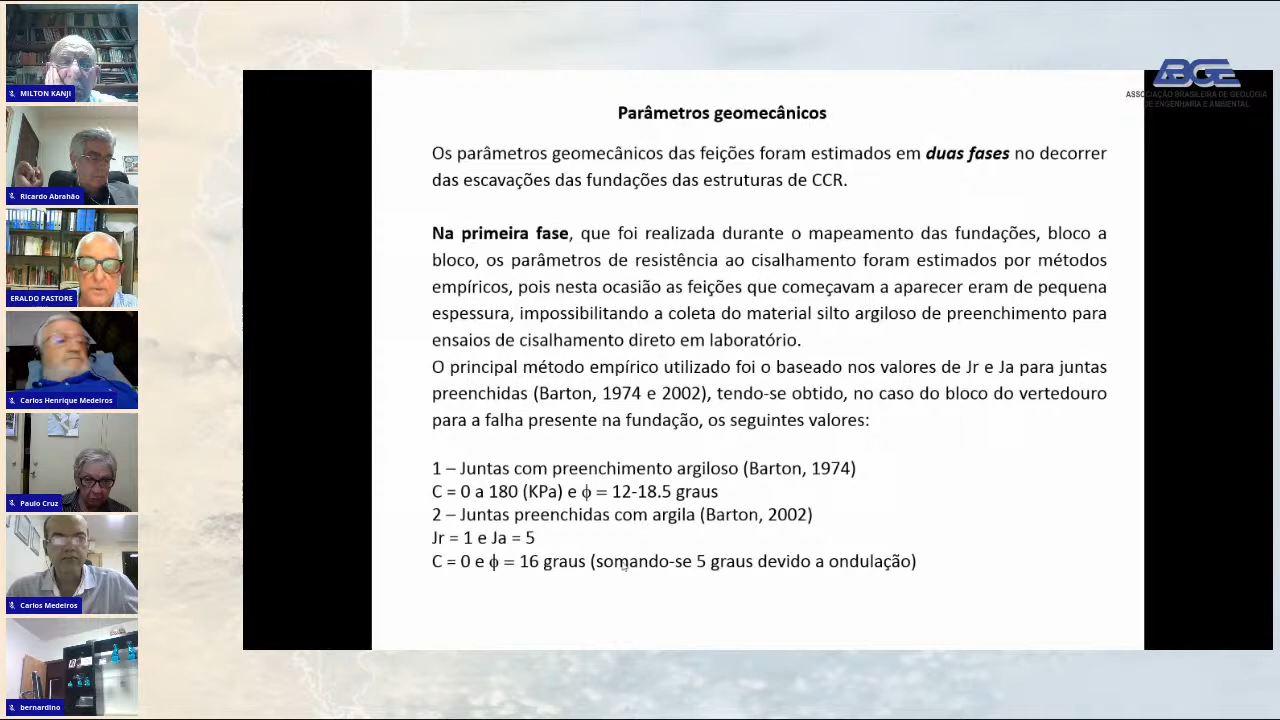 MILTON KANJI
Ricardo Abrahão
ERALDO PASTORE
Carlos Henrique Medeiros
Paulo Cruz
Carlos Medeiros
bernardino
ABGE
ASSOCIAÇÃO BRASILEIRA DE GEOLOGIA
DE ENGENHARIA E AMBIENTAL
Parâmetros geomecânicos
Os parâmetros geomecânicos das feições foram estimados em duas fases no decorrer
das escavações das fundações das estruturas de CCR.
Na primeira fase, que foi realizada durante o mapeamento das fundações, bloco a
bloco, os parâmetros de resistência ao cisalhamento foram estimados por métodos
empíricos, pois nesta ocasião as feições que começavam a aparecer eram de pequena
espessura, impossibilitando a coleta do material silto argiloso de preenchimento para
ensaios de cisalhamento direto em laboratório.
O principal método empírico utilizado foi o baseado nos valores de Jr e Ja para juntas
preenchidas (Barton, 1974 e 2002), tendo-se obtido, no caso do bloco do vertedouro
para a falha presente na fundação, os seguintes valores:
1 – Juntas com preenchimento argiloso (Barton, 1974)
C = 0 a 180 (KPa) e ϕ = 12-18.5 graus
2 – Juntas preenchidas com argila (Barton, 2002)
Jr = 1 e Ja = 5
C = 0 e ϕ = 16 graus (somando-se 5 graus devido a ondulação)